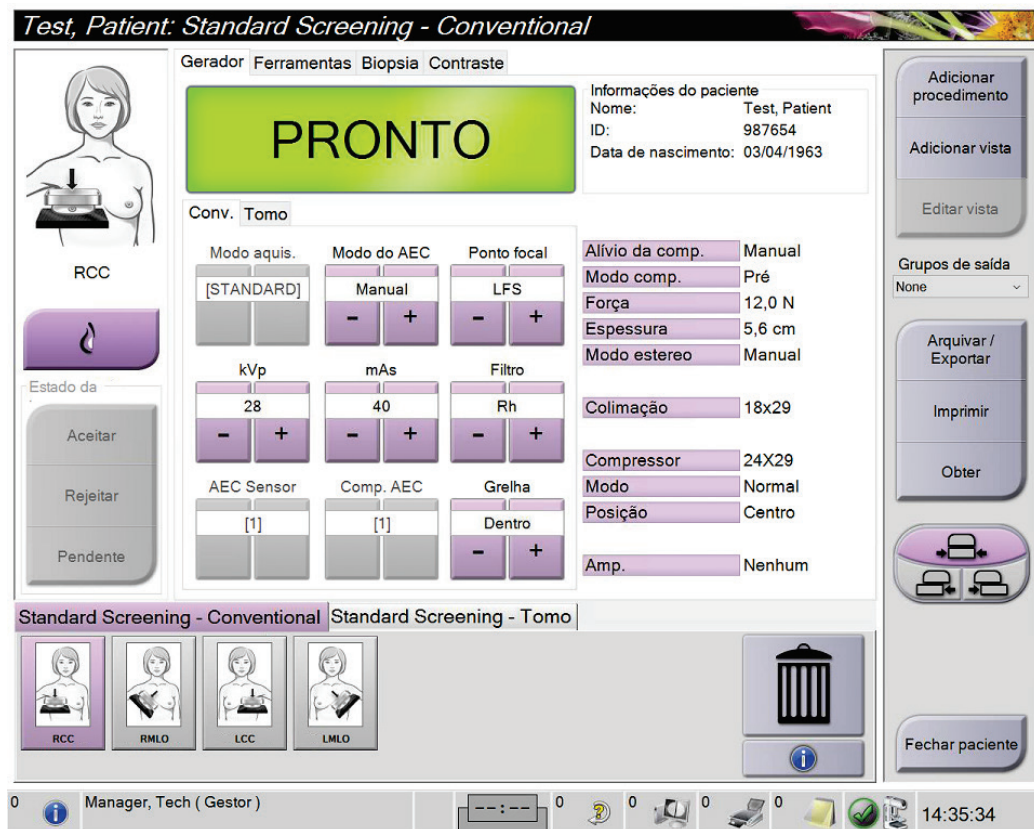 Test, Patient: Standard Screening - Conventional
Gerador Ferramentas Biopsia Contraste
PRONTO
Informações do paciente
Nome: Test, Patient
ID: 987654
Data de nascimento: 03/04/1963
RCC
Estado da
Aceitar
Rejeitar
Pendente
Conv. Tomo
Modo aquis. Modo do AEC Ponto focal
[STANDARD] Manual LFS
- + - +
kVp mAs Filtro
28 40 Rh
- + - + - +
AEC Sensor Comp. AEC Grelha
[1] [1] Dentro
- +
Alívio da comp. Manual
Modo comp. Pré
Força 12,0 N
Espessura 5,6 cm
Modo estereo Manual
Colimação 18x29
Compressor 24X29
Modo Normal
Posição Centro
Amp. Nenhum
Adicionar
procedimento
Adicionar vista
Editar vista
Grupos de saída
None
Arquivar /
Exportar
Imprimir
Obter
Fechar paciente
Standard Screening - Conventional Standard Screening - Tomo
RCC RMLO LCC LMLO
0 Manager, Tech ( Gestor ) --:-- 0 0 0 0 14:35:34